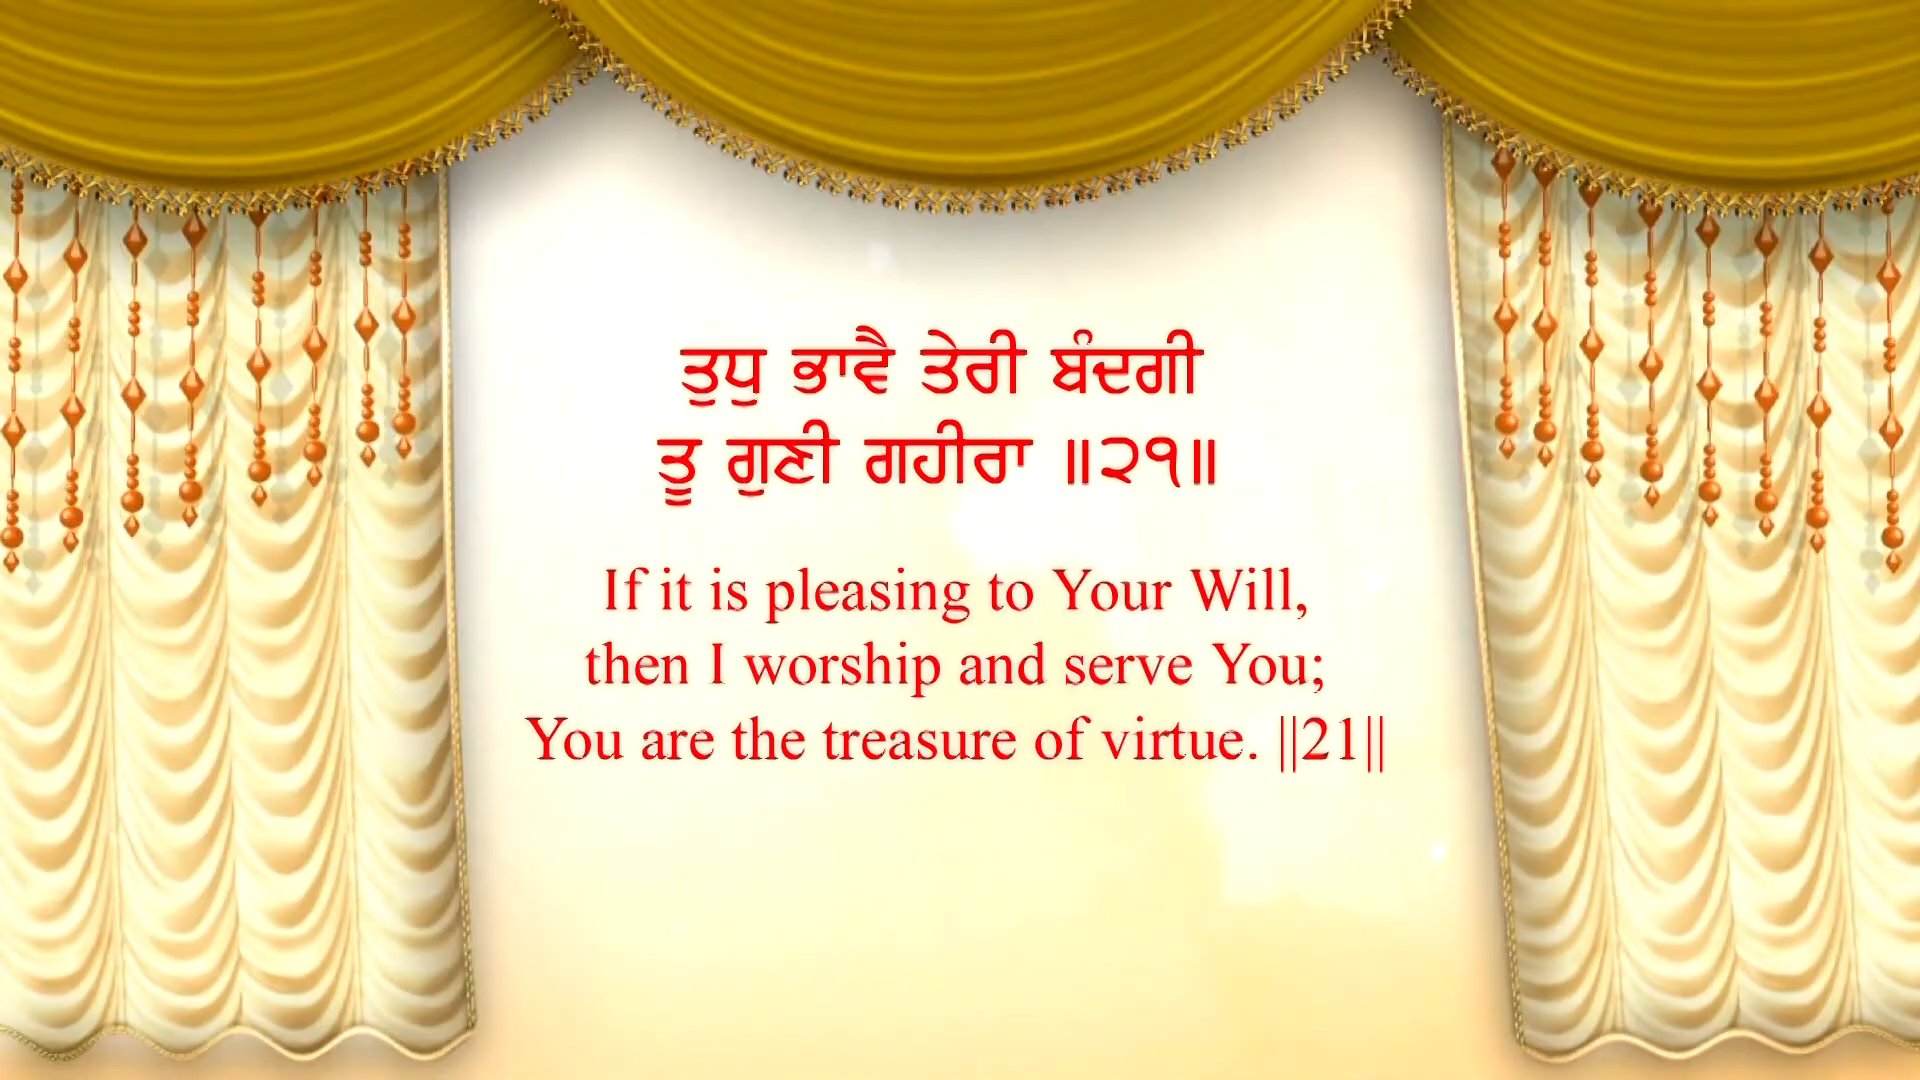 ਤੁਧੁ ਭਾਵੈ ਤੇਰੀ ਬੰਦਗੀ
ਤੂ ਗੁਣੀ ਗਹੀਰਾ ॥੨੧॥
If it is pleasing to Your Will,
then I worship and serve You;
You are the treasure of virtue. ||21||